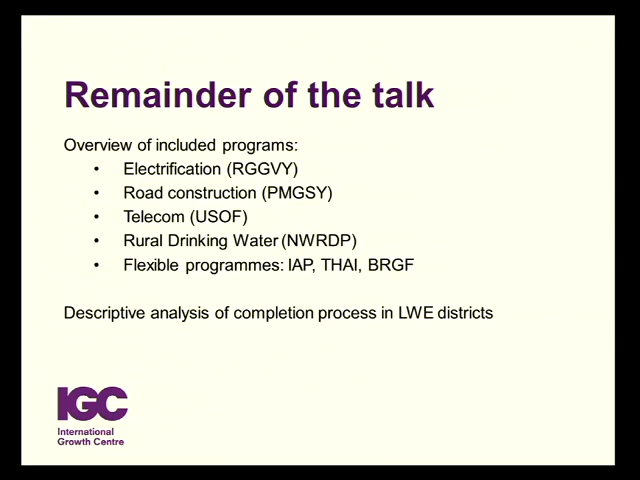 Remainder of the talk
Overview of included programs:
• Electrification (RGGVY)
• Road construction (PMGSY)
• Telecom (USOF)
• Rural Drinking Water (NWRDP)
• Flexible programmes: IAP, THAI, BRGF
Descriptive analysis of completion process in LWE districts
IGC
International
Growth Centre